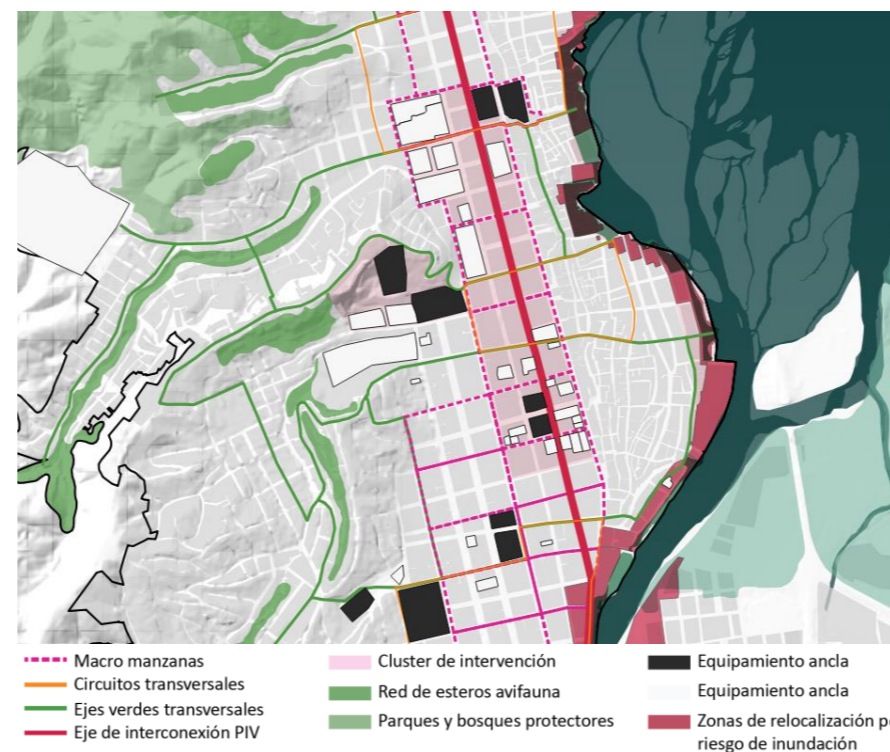 Macro manzanas
Circuitos transversales
Ejes verdes transversales
Eje de interconexión PIV
Cluster de intervención
Red de esteros avifauna
Parques y bosques protectores
Equipamiento ancla
Equipamiento ancla
Zonas de relocalización p
riesgo de inundación